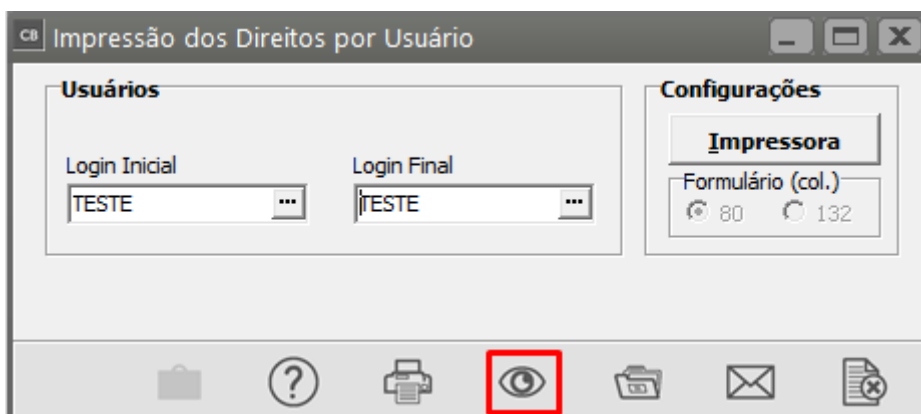 CB Impressão dos Direitos por Usuário
Usuários
Login Inicial
TESTE ...
Login Final
TESTE ...
Configurações
Impressora
Formulário (col.)
80 132
?